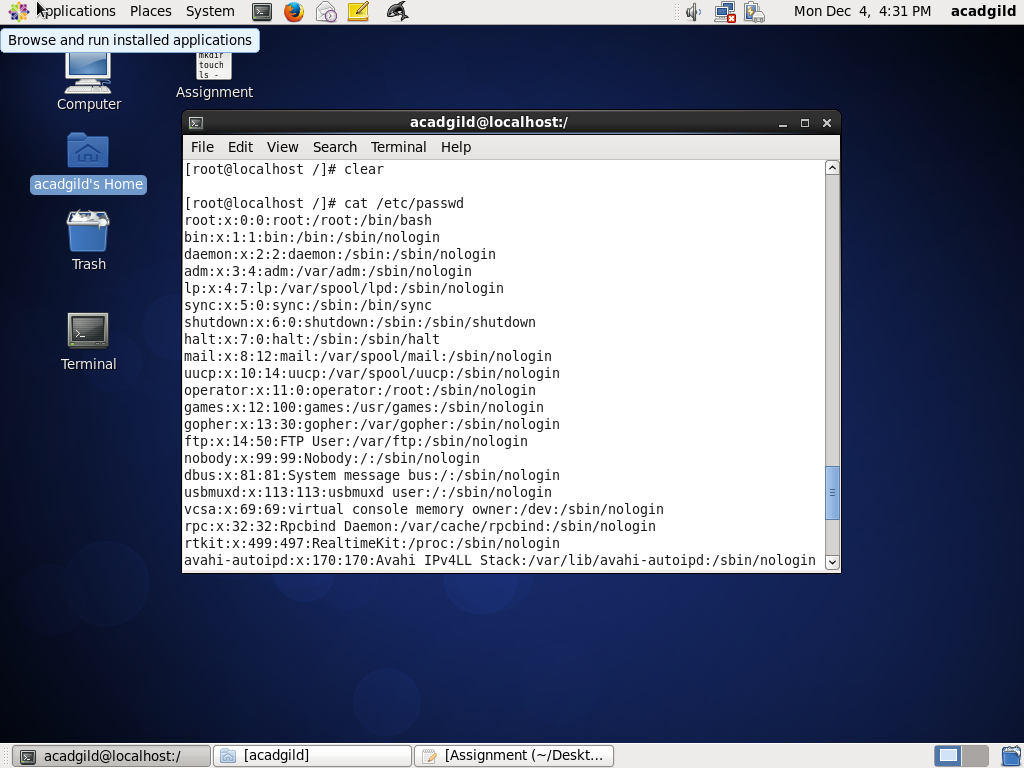 Applications Places System
Mon Dec 4, 4:31 PM acadgild
Browse and run installed applications
mkdir
touch
ls -
Computer
Assignment
acadgild's Home
Trash
Terminal
acadgild@localhost:/
File Edit View Search Terminal Help
[root@localhost /]# clear
[root@localhost /]# cat /etc/passwd
root:x:0:0:root:/root:/bin/bash
bin:x:1:1:bin:/bin:/sbin/nologin
daemon:x:2:2:daemon:/sbin:/sbin/nologin
adm:x:3:4:adm:/var/adm:/sbin/nologin
lp:x:4:7:lp:/var/spool/lpd:/sbin/nologin
sync:x:5:0:sync:/sbin:/bin/sync
shutdown:x:6:0:shutdown:/sbin:/sbin/shutdown
halt:x:7:0:halt:/sbin:/sbin/halt
mail:x:8:12:mail:/var/spool/mail:/sbin/nologin
uucp:x:10:14:uucp:/var/spool/uucp:/sbin/nologin
operator:x:11:0:operator:/root:/sbin/nologin
games:x:12:100:games:/usr/games:/sbin/nologin
gopher:x:13:30:gopher:/var/gopher:/sbin/nologin
ftp:x:14:50:FTP User:/var/ftp:/sbin/nologin
nobody:x:99:99:Nobody:/:/sbin/nologin
dbus:x:81:81:System message bus:/:/sbin/nologin
usbmuxd:x:113:113:usbmuxd user:/:/sbin/nologin
vcsa:x:69:69:virtual console memory owner:/dev:/sbin/nologin
rpc:x:32:32:Rpcbind Daemon:/var/cache/rpcbind:/sbin/nologin
rtkit:x:499:497:RealtimeKit:/proc:/sbin/nologin
avahi-autoipd:x:170:170:Avahi IPv4LL Stack:/var/lib/avahi-autoipd:/sbin/nologin
acadgild@localhost:/ [acadgild] [Assignment (~/Deskt...